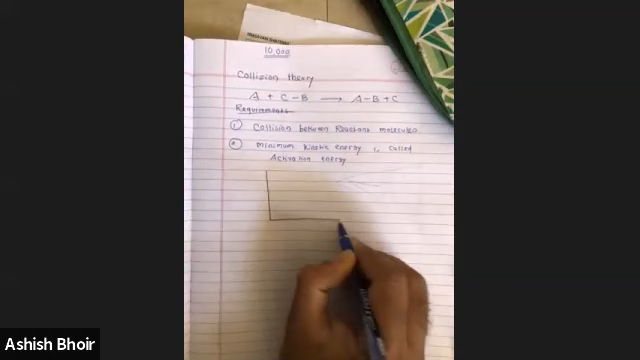 10,000
Collision theory
A + C - B → A - B + C
Requirements
① Collision between Reactant molecules
② minimum kinetic energy is called
Activation energy
Ashish Bhoir